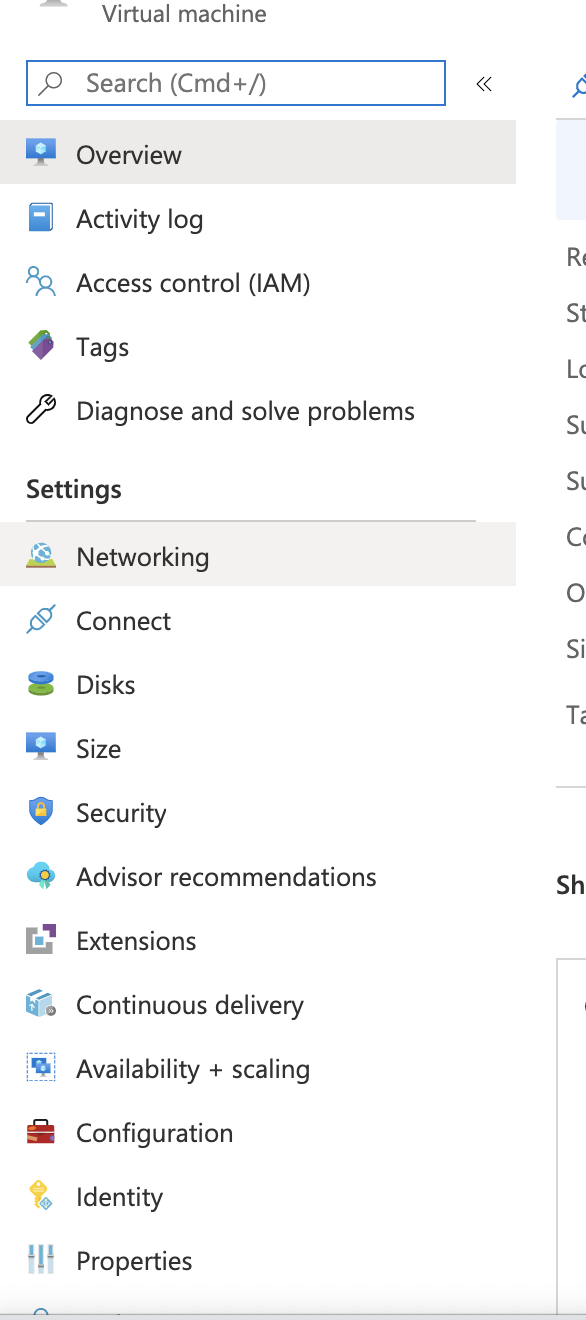 Virtual machine
Search (Cmd+/)
Overview
Activity log
Access control (IAM)
Tags
Diagnose and solve problems
Settings
Networking
Connect
Disks
Size
Security
Advisor recommendations
Extensions
Continuous delivery
Availability + scaling
Configuration
Identity
Properties
Re
St
Lo
Su
Su
Co
O
Si
Ta
Sh